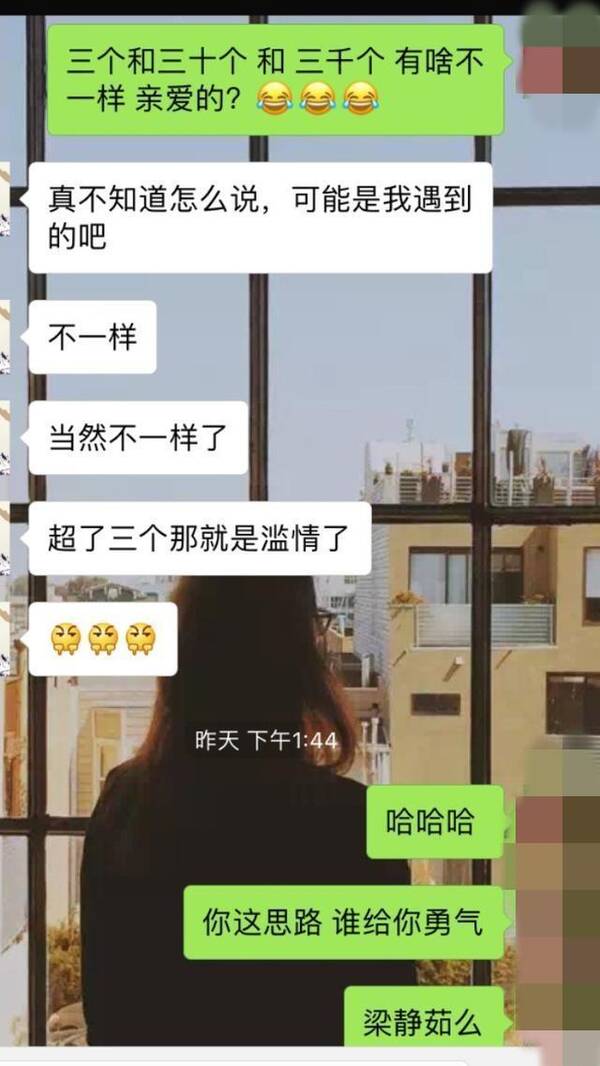 三个和三十个 和 三千个 有啥不
一样 亲爱的？😂😂😂
真不知道怎么说，可能是我遇到
的吧
不一样
当然不一样了
超了三个那就是滥情了
昨天 下午1:44
哈哈哈
你这思路 谁给你勇气
梁静茹么